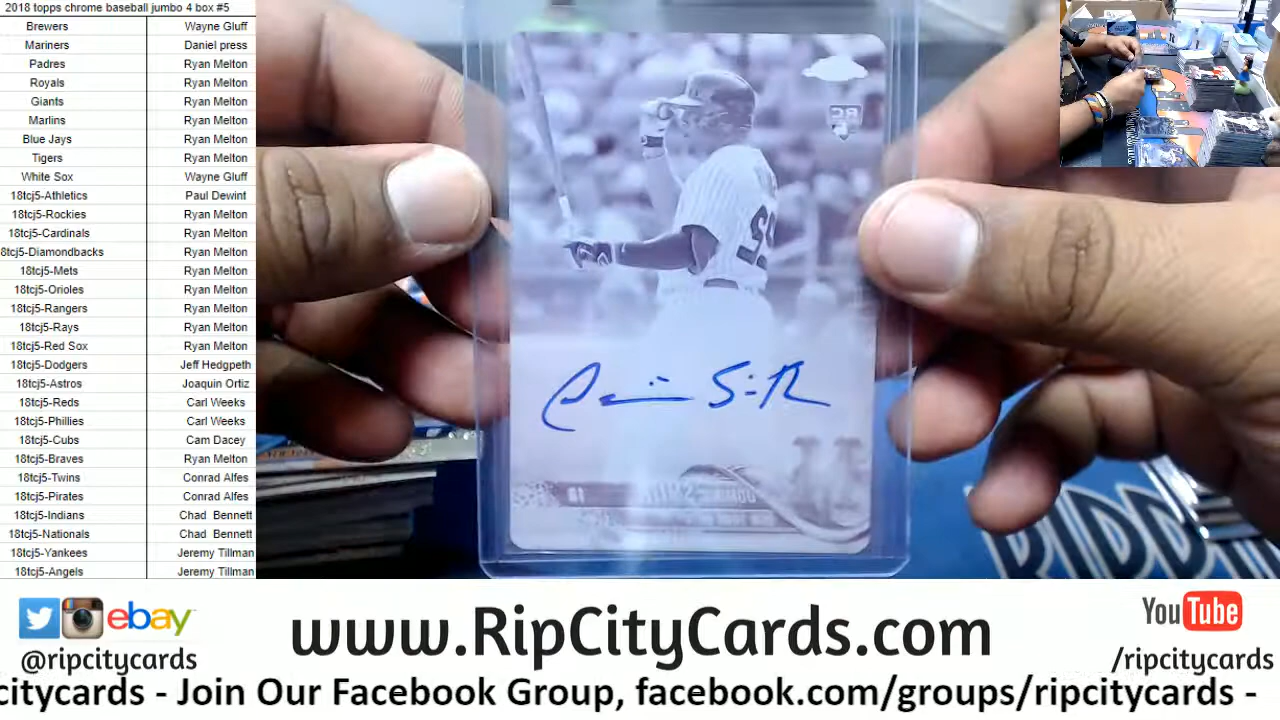 2018 topps chrome baseball jumbo 4 box #5
Brewers Wayne Gluff
Mariners Daniel press
Padres Ryan Melton
Royals Ryan Melton
Giants Ryan Melton
Marlins Ryan Melton
Blue Jays Ryan Melton
Tigers Ryan Melton
White Sox Wayne Gluff
18tcj5-Athletics Paul Dewint
18tcj5-Rockies Ryan Melton
18tcj5-Cardinals Ryan Melton
8tcj5-Diamondbacks Ryan Melton
18tcj5-Mets Ryan Melton
18tcj5-Orioles Ryan Melton
18tcj5-Rangers Ryan Melton
18tcj5-Rays Ryan Melton
18tcj5-Red Sox Ryan Melton
18tcj5-Dodgers Jeff Hedgpeth
18tcj5-Astros Joaquin Ortiz
18tcj5-Reds Carl Weeks
18tcj5-Phillies Carl Weeks
18tcj5-Cubs Cam Dacey
18tcj5-Braves Ryan Melton
18tcj5-Twins Conrad Alfes
18tcj5-Pirates Conrad Alfes
18tcj5-Indians Chad Bennett
18tcj5-Nationals Chad Bennett
18tcj5-Yankees Jeremy Tillman
18tcj5-Angels Jeremy Tillman
ebay
@ripcitycards
www.RipCityCards.com
YouTube
/ripcitycards
citycards - Join Our Facebook Group, facebook.com/groups/ripcitycards -